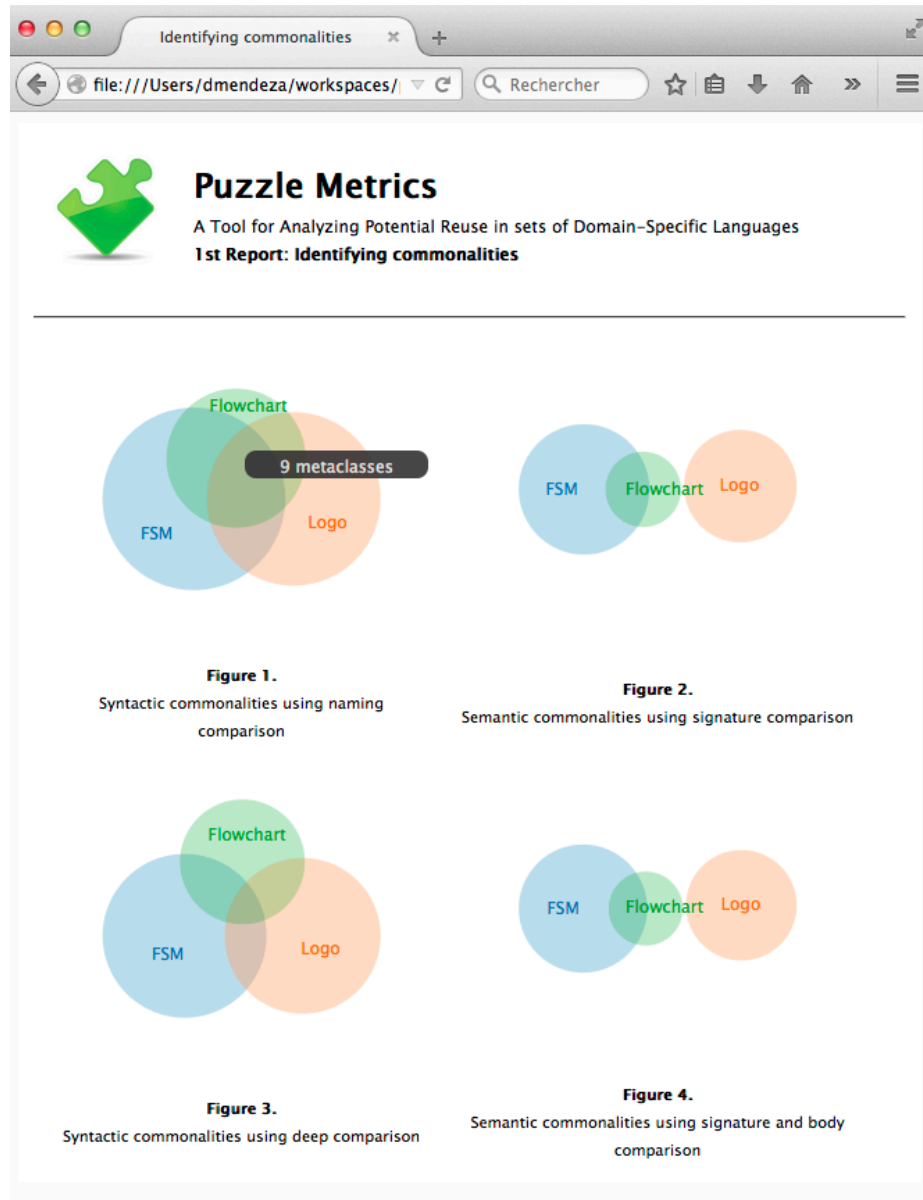 Identifying commonalities
file:///Users/dmendeza/workspaces/
Rechercher
Puzzle Metrics
A Tool for Analyzing Potential Reuse in sets of Domain-Specific Languages
1st Report: Identifying commonalities
Flowchart
9 metaclasses
FSM
Logo
FSM
Flowchart
Logo
Figure 1.
Syntactic commonalities using naming
comparison
Figure 2.
Semantic commonalities using signature comparison
Flowchart
FSM
Logo
FSM
Flowchart
Logo
Figure 3.
Syntactic commonalities using deep comparison
Figure 4.
Semantic commonalities using signature and body
comparison